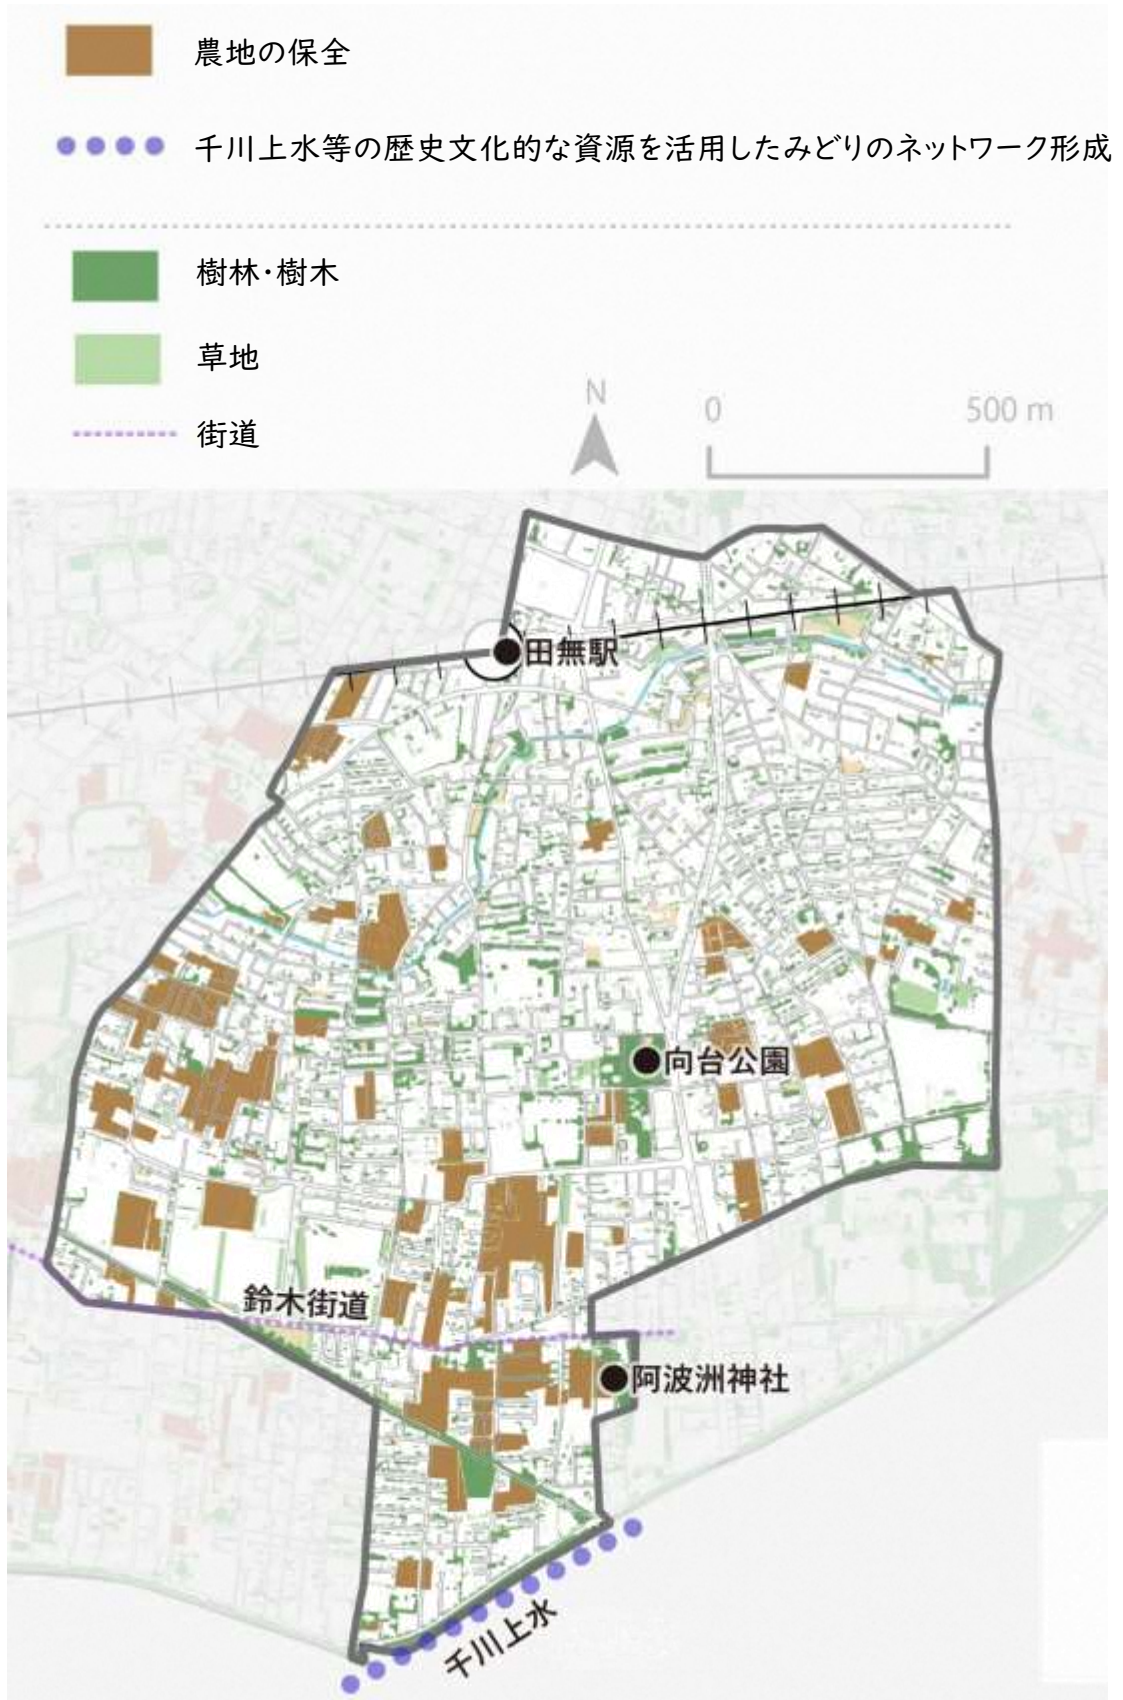 農地の保全
千川上水等の歴史文化的な資源を活用したみどりのネットワーク形成
樹林・樹木
草地
街道
N
0
500 m
田無駅
向台公園
鈴木街道
阿波洲神社
千川上水